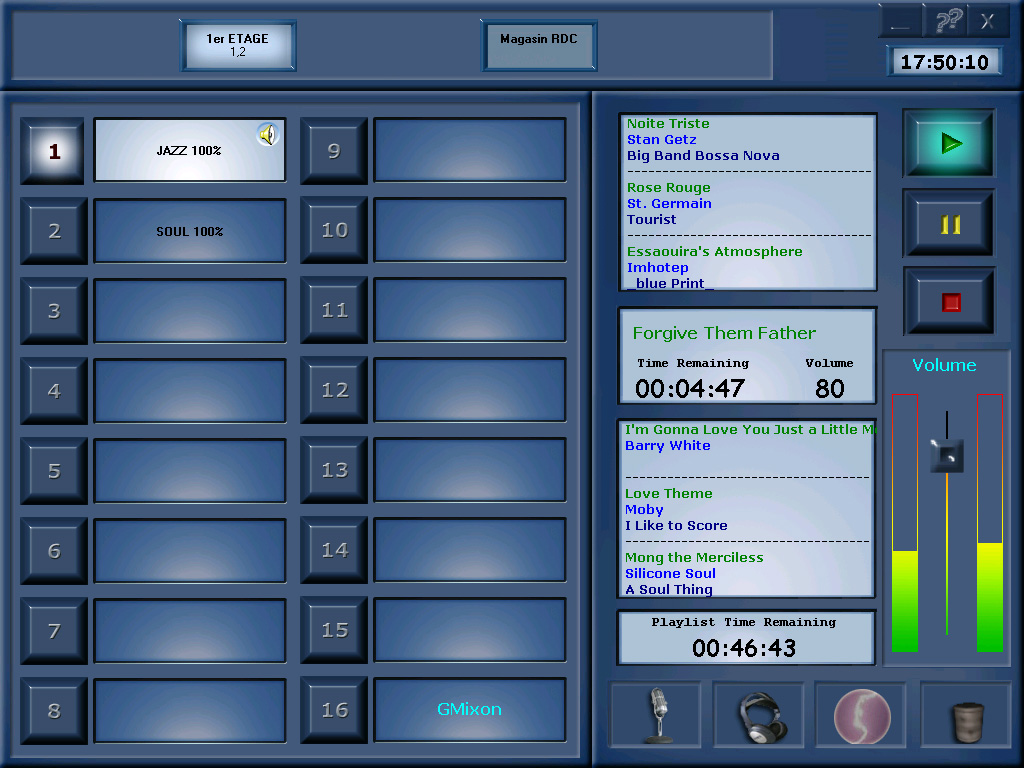 1er ETAGE
1,2
Magasin RDC
_ ?? X
17:50:10
1 JAZZ 100%
2 SOUL 100%
3
4
5
6
7
8
9
10
11
12
13
14
15
16 GMixon
Noite Triste
Stan Getz
Big Band Bossa Nova
Rose Rouge
St. Germain
Tourist
Essaouira's Atmosphere
Imhotep
_blue Print_
Forgive Them Father
Time Remaining Volume
00:04:47 80
I'm Gonna Love You Just a Little
Barry White
Love Theme
Moby
I Like to Score
Mong the Merciless
Silicone Soul
A Soul Thing
Playlist Time Remaining
00:46:43
Volume